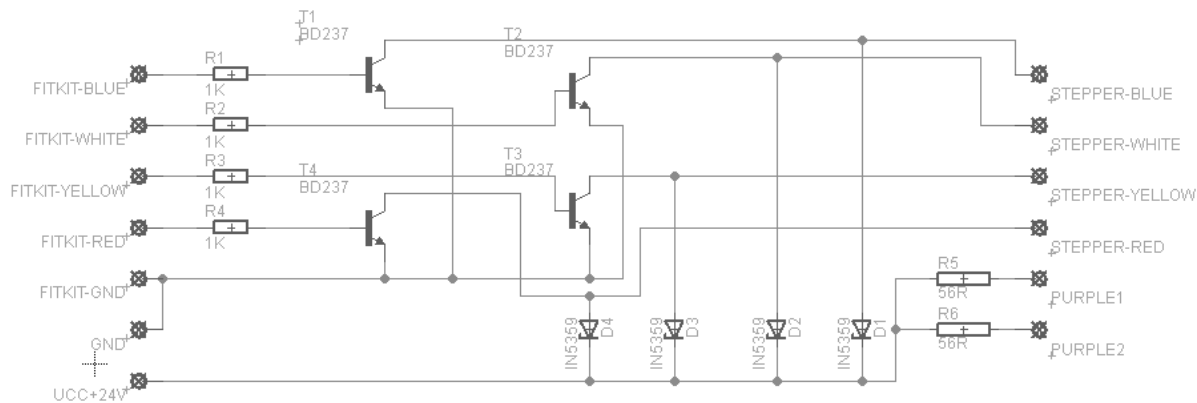 T1
BD237
T2
BD237
R1
1K
FITKIT-BLUE
STEPPER-BLUE
R2
1K
FITKIT-WHITE
STEPPER-WHITE
R3
1K
T4
BD237
T3
BD237
FITKIT-YELLOW
STEPPER-YELLOW
R4
1K
FITKIT-RED
STEPPER-RED
FITKIT-GND
R5
56R
PURPLE1
GND
IN5359
D4
IN5359
D3
IN5359
D2
IN5359
D1
R6
56R
PURPLE2
UCC+24V